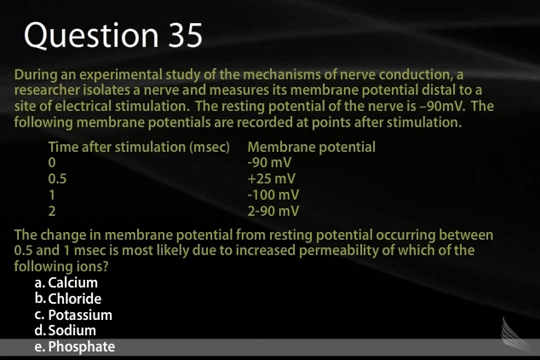 Question 35
During an experimental study of the mechanisms of nerve conduction, a
researcher isolates a nerve and measures its membrane potential distal to a
site of electrical stimulation. The resting potential of the nerve is –90mV. The
following membrane potentials are recorded at points after stimulation.
Time after stimulation (msec) Membrane potential
0 -90 mV
0.5 +25 mV
1 -100 mV
2 2-90 mV
The change in membrane potential from resting potential occurring between
0.5 and 1 msec is most likely due to increased permeability of which of the
following ions?
a. Calcium
b. Chloride
c. Potassium
d. Sodium
e. Phosphate